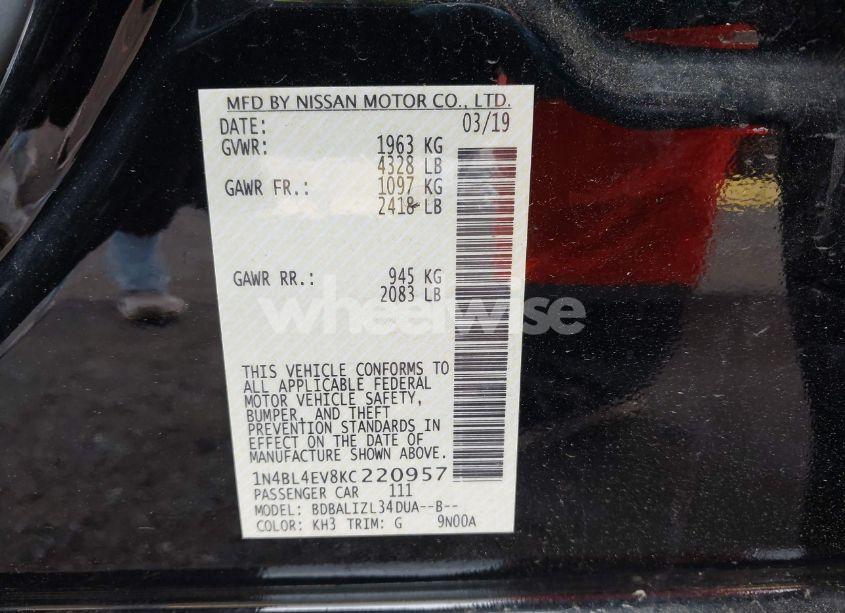 MFD BY NISSAN MOTOR CO., LTD.
DATE: 03/19
GVWR: 1963 KG
4328 LB
GAWR FR.: 1097 KG
2418 LB
GAWR RR.: 945 KG
2083 LB
wheelwise
THIS VEHICLE CONFORMS TO
ALL APPLICABLE FEDERAL
MOTOR VEHICLE SAFETY,
BUMPER, AND THEFT
PREVENTION STANDARDS IN
EFFECT ON THE DATE OF
MANUFACTURE SHOWN ABOVE.
1N4BL4EV8KC220957
PASSENGER CAR 111
MODEL: BDBALIZL34DUA--B--
COLOR: KH3 TRIM: G 9N00A